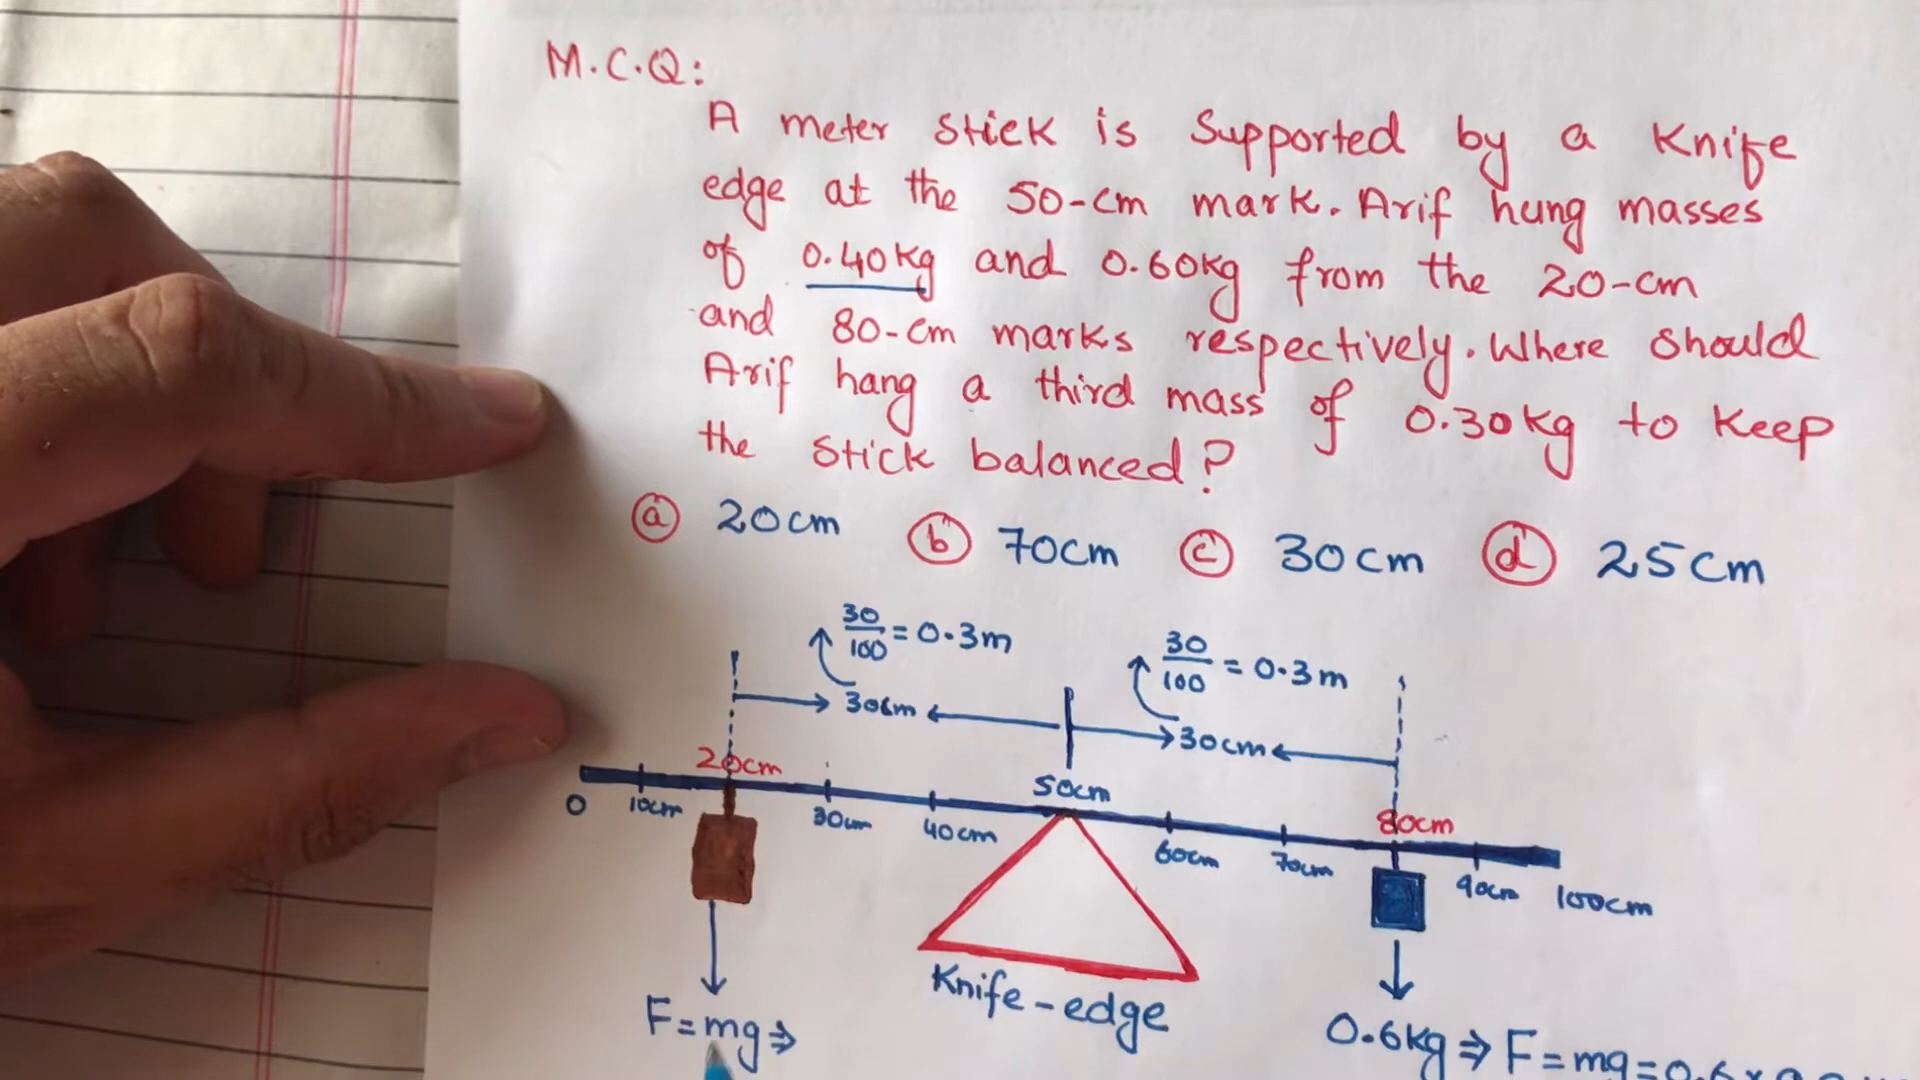 M.C.Q:
A meter stick is supported by a Knife
edge at the 50-cm mark. Arif hung masses
of 0.40kg and 0.60kg from the 20-cm
and 80-cm marks respectively. Where should
Arif hang a third mass of 0.30kg to keep
the stick balanced?
ⓐ 20cm ⓑ 70cm ⓒ 30cm ⓓ 25cm
30/100 = 0.3m 30/100 = 0.3m
30cm 30cm
20cm 50cm 80cm
0 10cm 30cm 40cm 60cm 70cm 90cm 100cm
Knife-edge
F=mg⇒ 0.6kg⇒ F=mg=0.6×